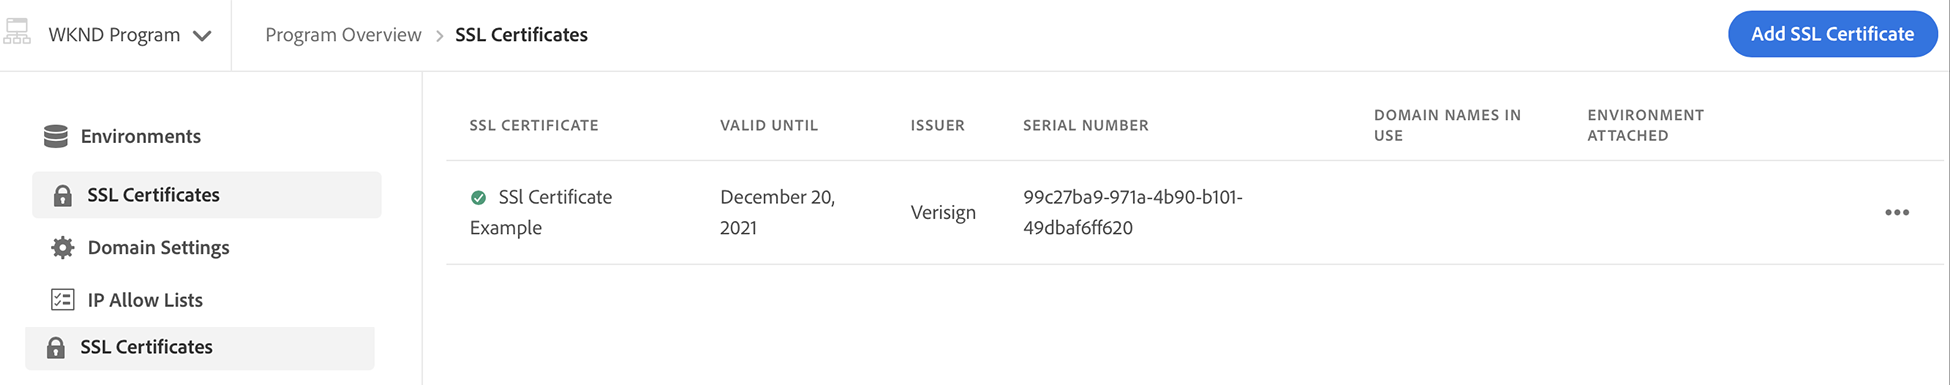 WKND Program
Program Overview > SSL Certificates
Add SSL Certificate
Environments
SSL Certificates
Domain Settings
IP Allow Lists
SSL Certificates
SSL CERTIFICATE
VALID UNTIL
ISSUER
SERIAL NUMBER
DOMAIN NAMES IN
USE
ENVIRONMENT
ATTACHED
SSl Certificate
Example
December 20,
2021
Verisign
99c27ba9-971a-4b90-b101-
49dbaf6ff620